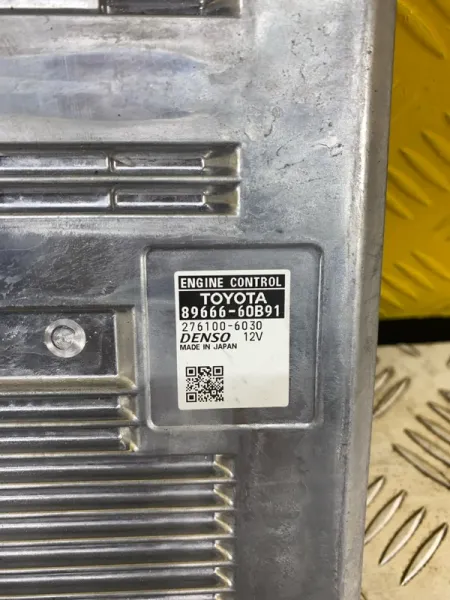 ENGINE CONTROL
TOYOTA
89666-60B91
276100-6030
DENSO 12V
MADE IN JAPAN